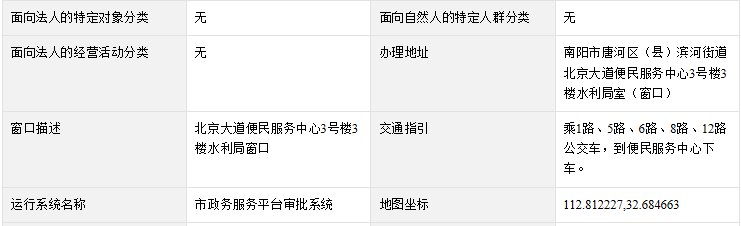 面向法人的特定对象分类 无 面向自然人的特定人群分类 无
面向法人的经营活动分类 无 办理地址 南阳市唐河区（县）滨河街道
北京大道便民服务中心3号楼3
楼水利局室（窗口）
窗口描述 北京大道便民服务中心3号楼3
楼水利局窗口
交通指引 乘1路、5路、6路、8路、12路
公交车，到便民服务中心下
车。
运行系统名称 市政务服务平台审批系统 地图坐标 112.812227,32.684663